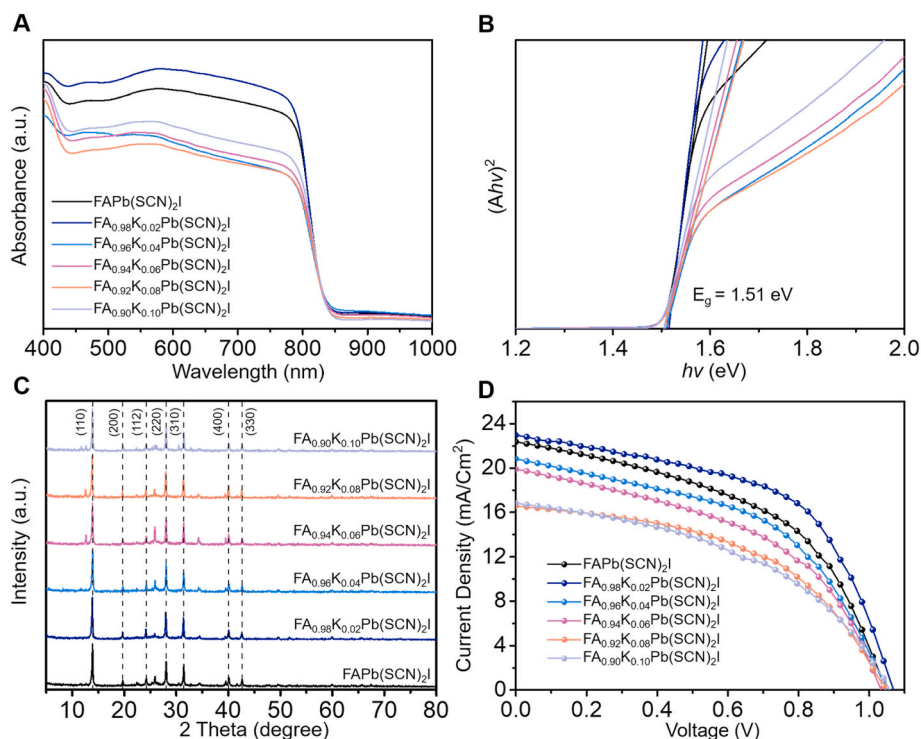 A
Absorbance (a.u.)
FAPb(SCN)₂I
FA₀.₉₈K₀.₀₂Pb(SCN)₂I
FA₀.₉₆K₀.₀₄Pb(SCN)₂I
FA₀.₉₄K₀.₀₆Pb(SCN)₂I
FA₀.₉₂K₀.₀₈Pb(SCN)₂I
FA₀.₉₀K₀.₁₀Pb(SCN)₂I
400 500 600 700 800 900 1000
Wavelength (nm)
B
(Ahv)²
E_g = 1.51 eV
1.2 1.4 1.6 1.8 2.0
hv (eV)
C
Intensity (a.u.)
(110) (200) (112) (220) (310) (400) (330)
FA₀.₉₀K₀.₁₀Pb(SCN)₂I
FA₀.₉₂K₀.₀₈Pb(SCN)₂I
FA₀.₉₄K₀.₀₆Pb(SCN)₂I
FA₀.₉₆K₀.₀₄Pb(SCN)₂I
FA₀.₉₈K₀.₀₂Pb(SCN)₂I
FAPb(SCN)₂I
10 20 30 40 50 60 70 80
2 Theta (degree)
D
Current Density (mA/Cm²)
24
20
16
12
8
4
0
FAPb(SCN)₂I
FA₀.₉₈K₀.₀₂Pb(SCN)₂I
FA₀.₉₆K₀.₀₄Pb(SCN)₂I
FA₀.₉₄K₀.₀₆Pb(SCN)₂I
FA₀.₉₂K₀.₀₈Pb(SCN)₂I
FA₀.₉₀K₀.₁₀Pb(SCN)₂I
0.0 0.2 0.4 0.6 0.8 1.0
Voltage (V)